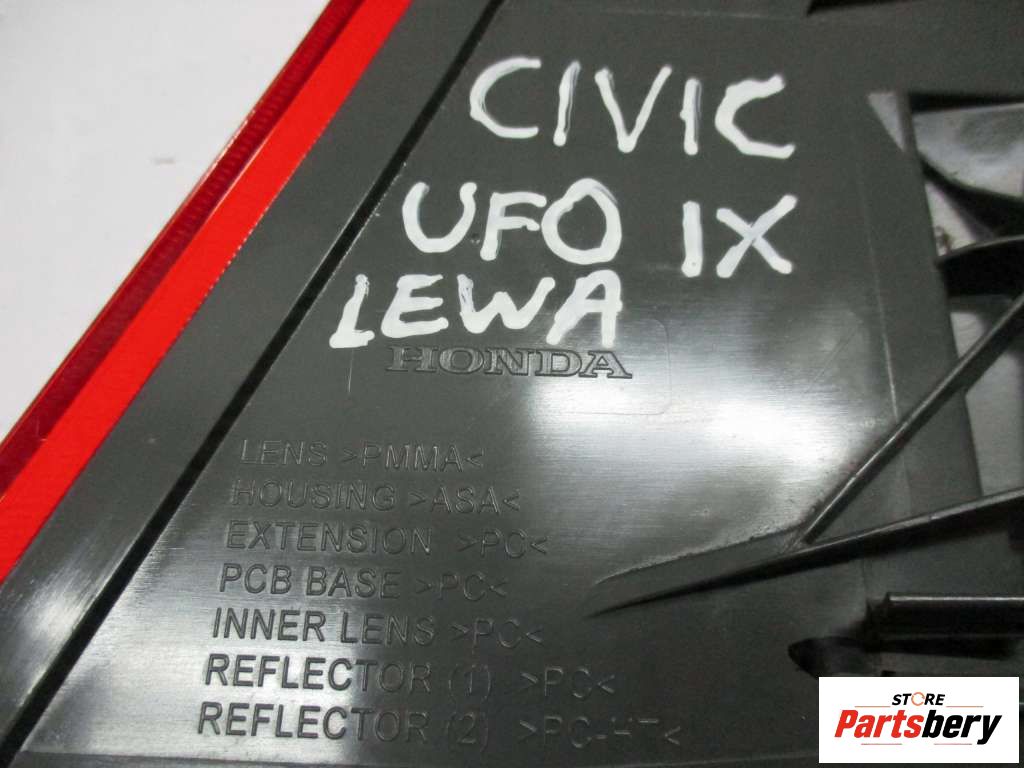 CIVIC
UFO IX
LEWA
HONDA
LENS >PMMA<
HOUSING >ASA<
EXTENSION >PC<
PCB BASE >PC<
INNER LENS >PC<
REFLECTOR (1) >PC<
REFLECTOR (2) >PC-HT<
STORE
Partsbery